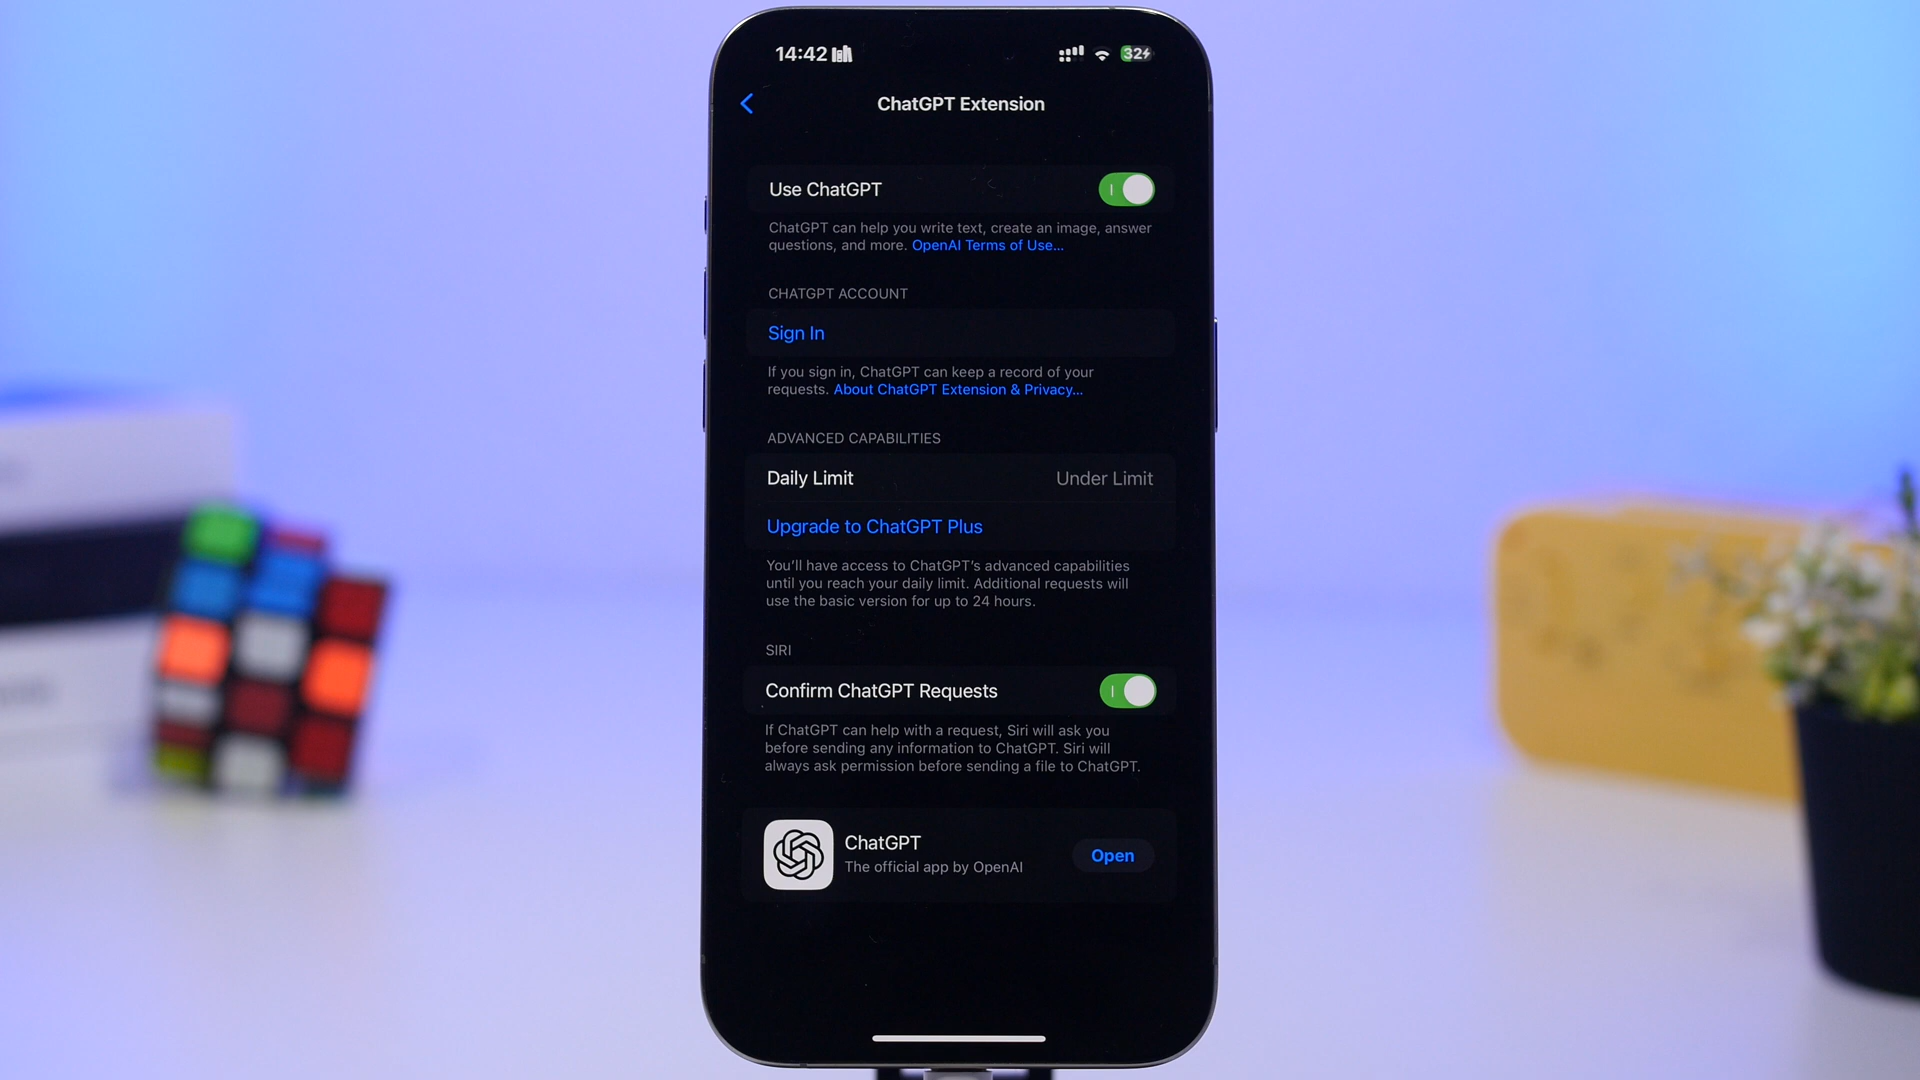 14:42
32
ChatGPT Extension
Use ChatGPT
ChatGPT can help you write text, create an image, answer
questions, and more. OpenAI Terms of Use...
CHATGPT ACCOUNT
Sign In
If you sign in, ChatGPT can keep a record of your
requests. About ChatGPT Extension & Privacy...
ADVANCED CAPABILITIES
Daily Limit
Under Limit
Upgrade to ChatGPT Plus
You'll have access to ChatGPT's advanced capabilities
until you reach your daily limit. Additional requests will
use the basic version for up to 24 hours.
SIRI
Confirm ChatGPT Requests
If ChatGPT can help with a request, Siri will ask you
before sending any information to ChatGPT. Siri will
always ask permission before sending a file to ChatGPT.
ChatGPT
The official app by OpenAI
Open